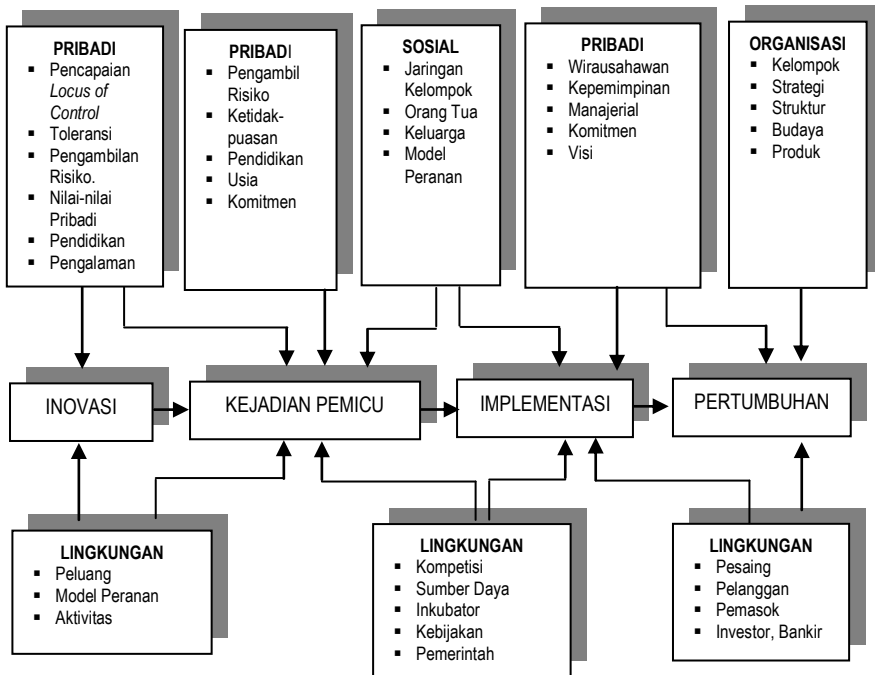 PRIBADI
▪ Pencapaian
Locus of
Control
▪ Toleransi
▪ Pengambilan
Risiko.
▪ Nilai-nilai
Pribadi
▪ Pendidikan
▪ Pengalaman
PRIBADI
▪ Pengambil
Risiko
▪ Ketidak-
puasan
▪ Pendidikan
▪ Usia
▪ Komitmen
SOSIAL
▪ Jaringan
Kelompok
▪ Orang Tua
▪ Keluarga
▪ Model
Peranan
PRIBADI
▪ Wirausahawan
▪ Kepemimpinan
▪ Manajerial
▪ Komitmen
▪ Visi
ORGANISASI
▪ Kelompok
▪ Strategi
▪ Struktur
▪ Budaya
▪ Produk
INOVASI
KEJADIAN PEMICU
IMPLEMENTASI
PERTUMBUHAN
LINGKUNGAN
▪ Peluang
▪ Model Peranan
▪ Aktivitas
LINGKUNGAN
▪ Kompetisi
▪ Sumber Daya
▪ Inkubator
▪ Kebijakan
▪ Pemerintah
LINGKUNGAN
▪ Pesaing
▪ Pelanggan
▪ Pemasok
▪ Investor, Bankir